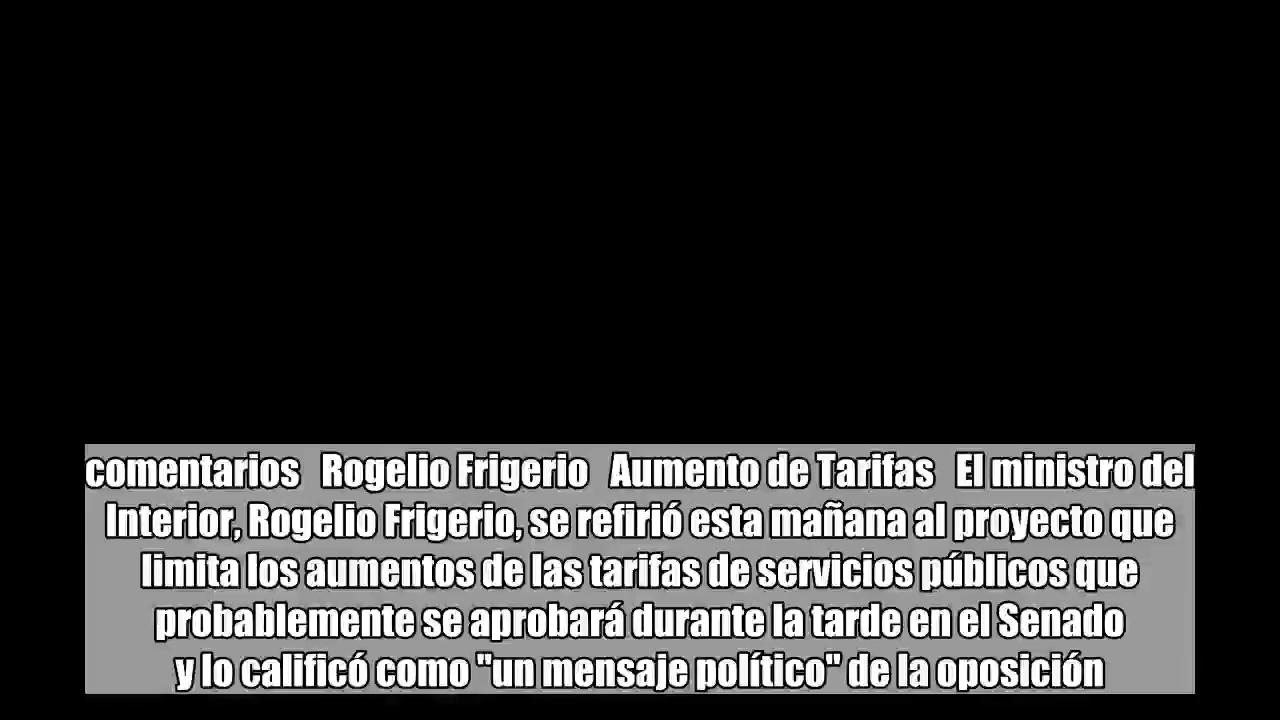 comentarios   Rogelio Frigerio   Aumento de Tarifas   El ministro del
Interior, Rogelio Frigerio, se refirió esta mañana al proyecto que
limita los aumentos de las tarifas de servicios públicos que
probablemente se aprobará durante la tarde en el Senado
y lo calificó como "un mensaje político" de la oposición